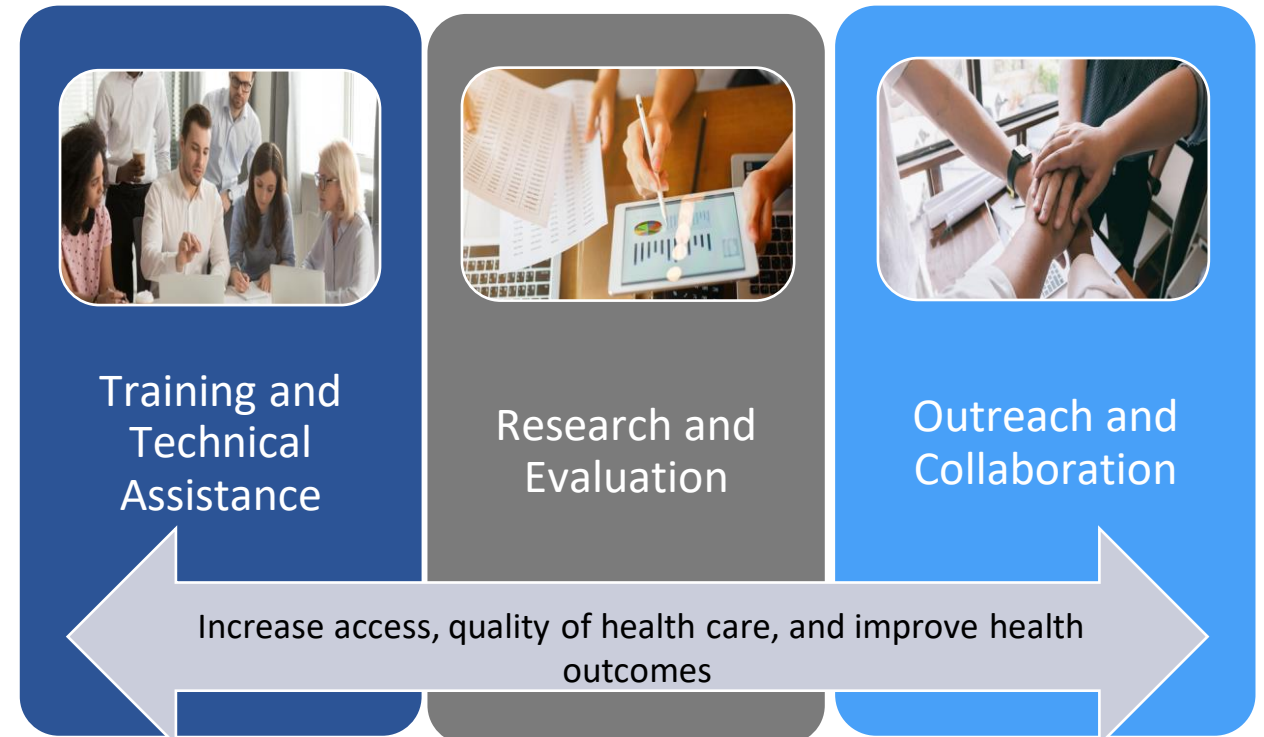 Training and
Technical
Assistance
Research and
Evaluation
Outreach and
Collaboration
Increase access, quality of health care, and improve health
outcomes